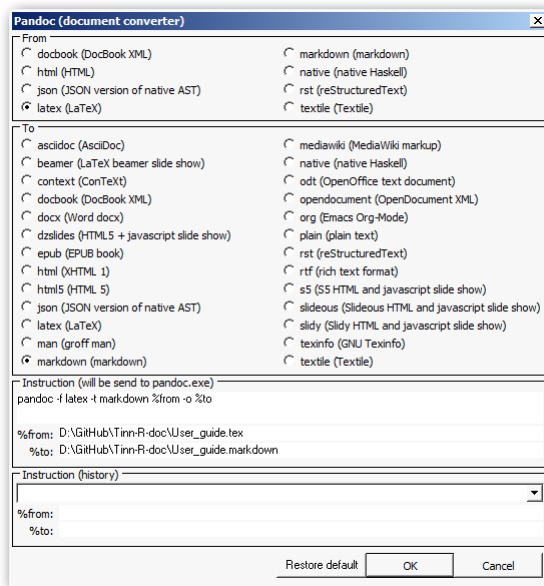 Pandoc (document converter)
From
docbook (DocBook XML)
html (HTML)
json (JSON version of native AST)
latex (LaTeX)
markdown (markdown)
native (native Haskell)
rst (reStructuredText)
textile (Textile)
To
asciidoc (AsciiDoc)
beamer (LaTeX beamer slide show)
context (ConTeXt)
docbook (DocBook XML)
docx (Word docx)
dzslides (HTML5 + javascript slide show)
epub (EPUB book)
html (XHTML 1)
html5 (HTML 5)
json (JSON version of native AST)
latex (LaTeX)
man (groff man)
markdown (markdown)
mediawiki (MediaWiki markup)
native (native Haskell)
odt (OpenOffice text document)
opendocument (OpenDocument XML)
org (Emacs Org-Mode)
plain (plain text)
rst (reStructuredText)
rtf (rich text format)
s5 (S5 HTML and javascript slide show)
slideous (Slideous HTML and javascript slide show)
slidy (Slidy HTML and javascript slide show)
texinfo (GNU Texinfo)
textile (Textile)
Instruction (will be send to pandoc.exe)
pandoc -f latex -t markdown %from -o %to
%from: D:\GitHub\Tinn-R-doc\User_guide.tex
%to: D:\GitHub\Tinn-R-doc\User_guide.markdown
Instruction (history)
%from:
%to:
Restore default OK Cancel